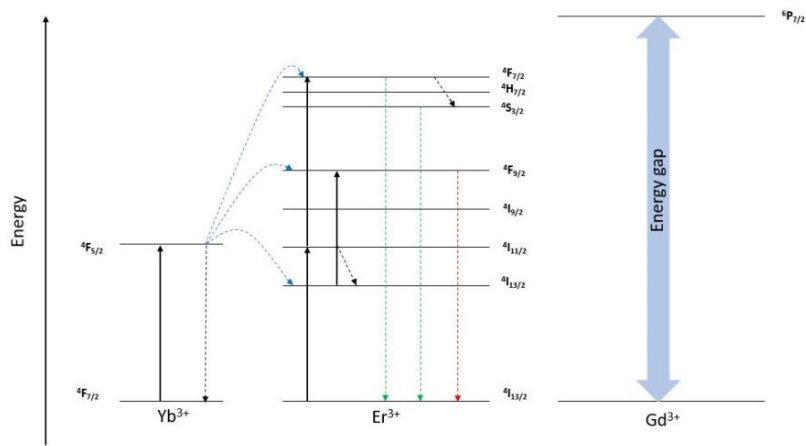 ⁶P₇/₂
⁴F₇/₂
⁴H₇/₂
⁴S₃/₂
⁴F₉/₂
⁴I₉/₂
⁴F₅/₂
⁴I₁₁/₂
⁴I₁₃/₂
⁴F₇/₂
⁴I₁₃/₂
Yb³⁺
Er³⁺
Gd³⁺
Energy
Energy gap